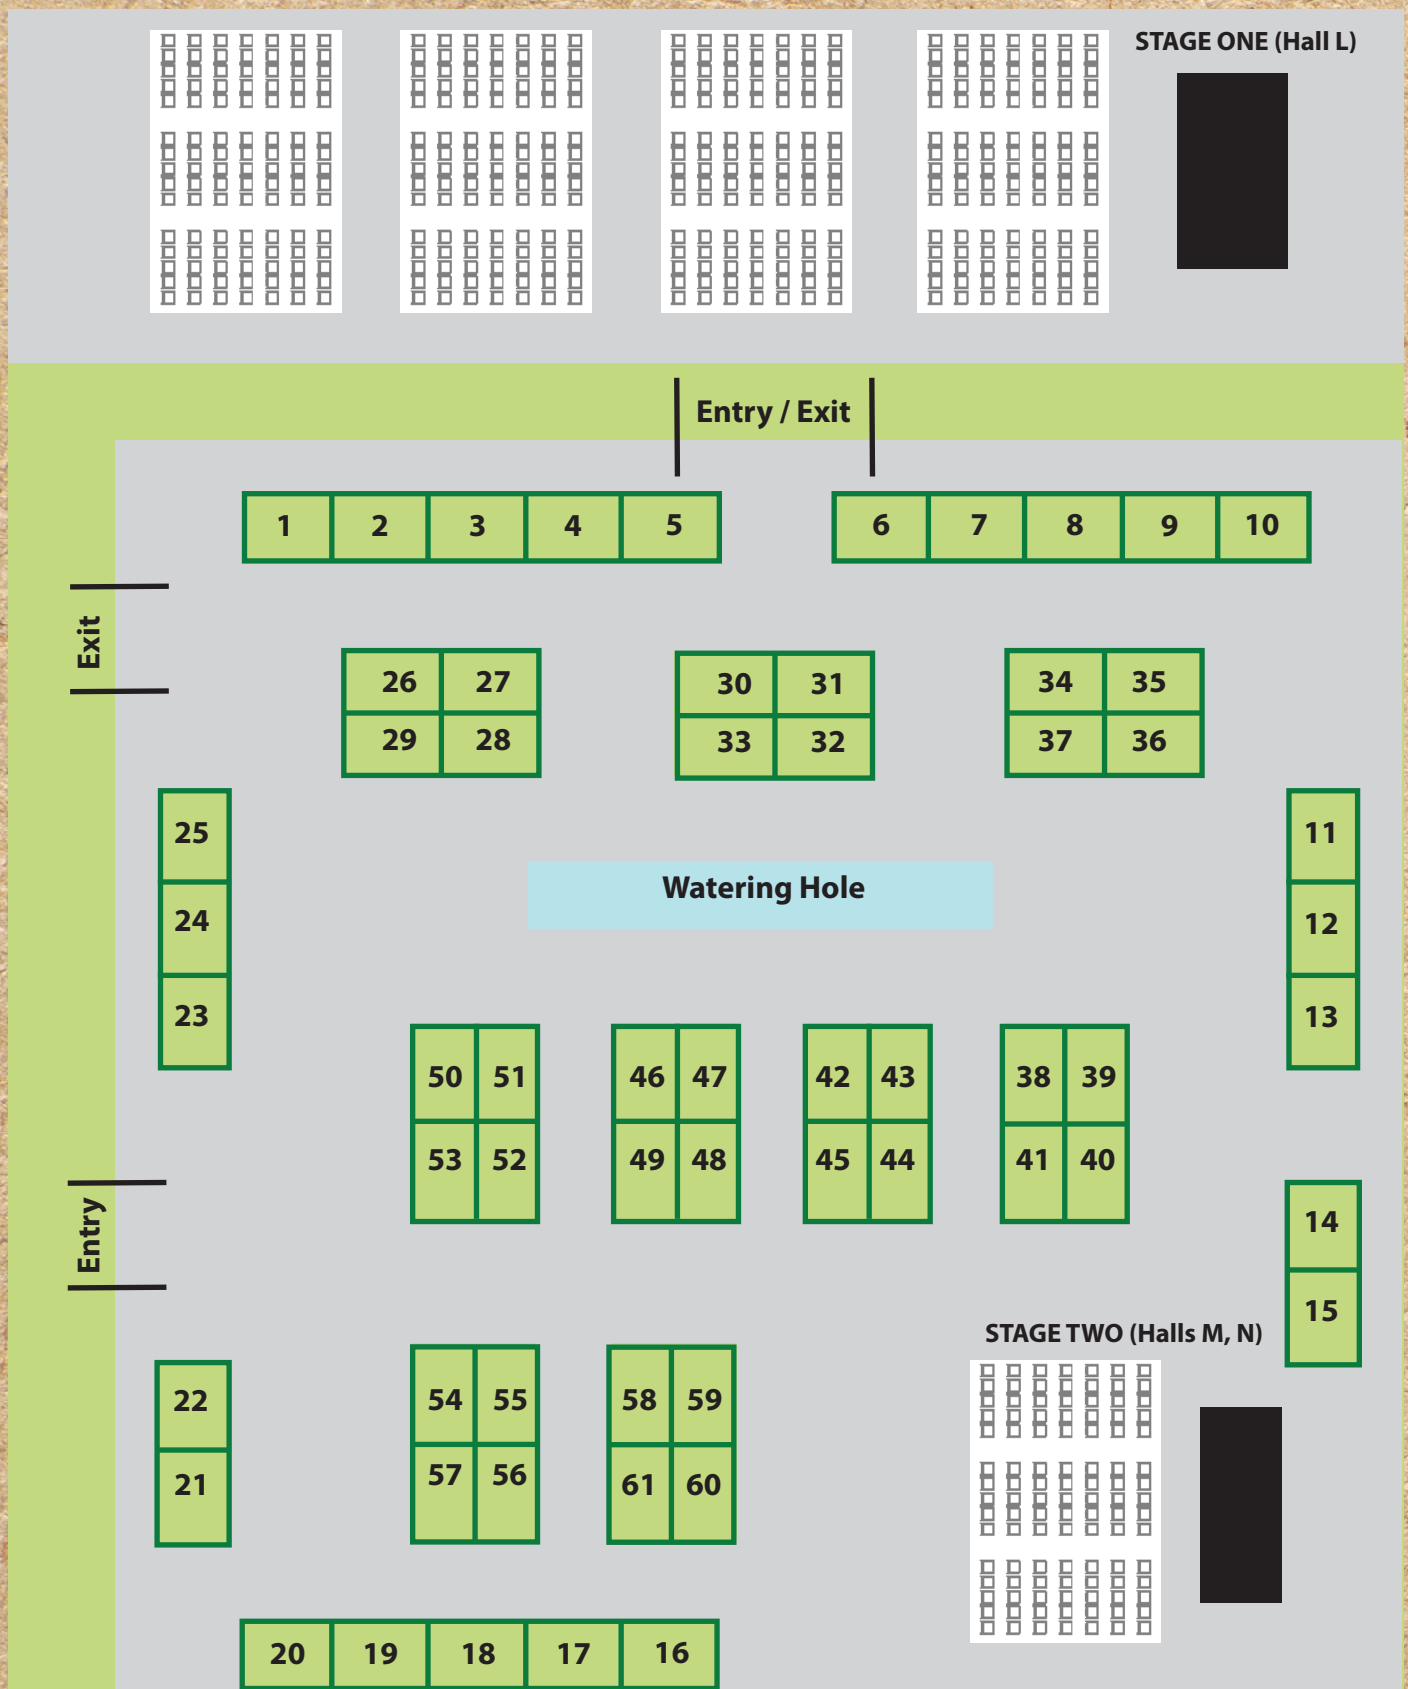 STAGE ONE (Hall L)
Entry / Exit
1 2 3 4 5 6 7 8 9 10
Exit
26 27 30 31 34 35
29 28 33 32 37 36
25 11
Watering Hole
24 12
23 13
50 51 46 47 42 43 38 39
53 52 49 48 45 44 41 40
Entry
14
15
STAGE TWO (Halls M, N)
22 54 55 58 59
21 57 56 61 60
20 19 18 17 16